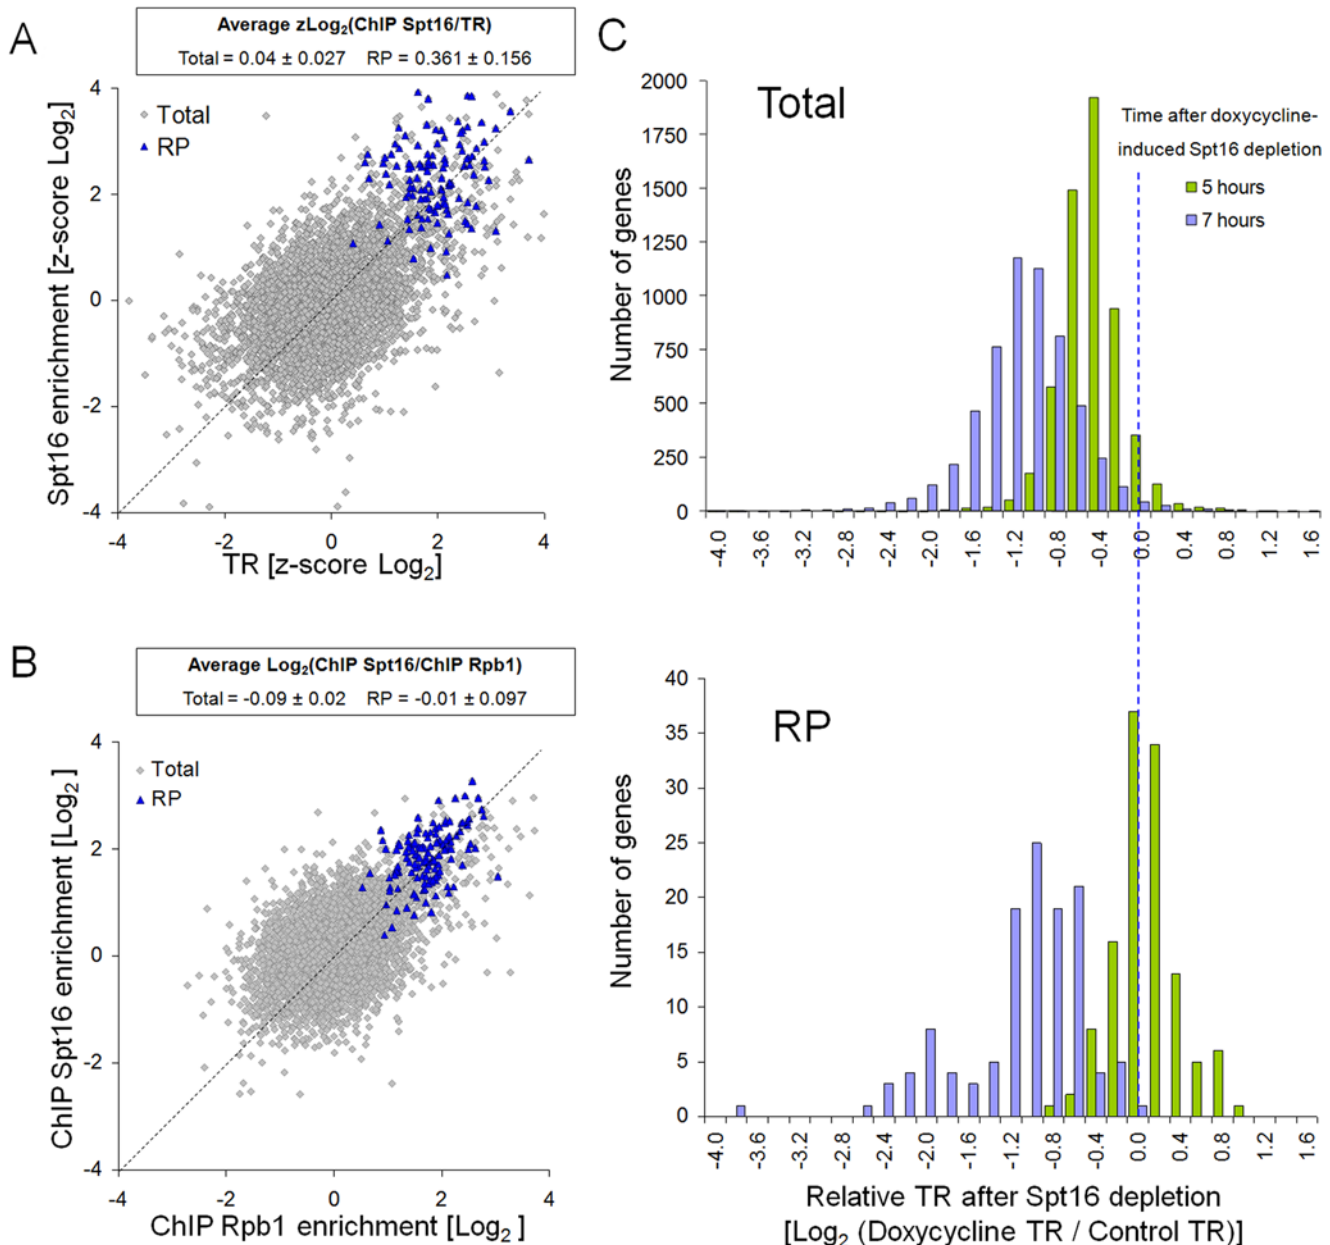 A
Average zLog2(ChIP Spt16/TR)
Total = 0.04 ± 0.027 RP = 0.361 ± 0.156
4
2
0
-2
-4
Spt16 enrichment [z-score Log2]
Total
RP
-4
-2
0
2
4
TR [z-score Log2]
B
Average Log2(ChIP Spt16/ChIP Rpb1)
Total = -0.09 ± 0.02 RP = -0.01 ± 0.097
4
2
0
-2
-4
ChIP Spt16 enrichment [Log2]
Total
RP
-4
-2
0
2
4
ChIP Rpb1 enrichment [Log2 ]
C
Total
Time after doxycycline-
induced Spt16 depletion
5 hours
7 hours
2000
1750
1500
1250
1000
750
500
250
0
Number of genes
-4.0
-3.6
-3.2
-2.8
-2.4
-2.0
-1.6
-1.2
-0.8
-0.4
0.0
0.4
0.8
1.2
1.6
RP
40
35
30
25
20
15
10
5
0
Number of genes
-4.0
-3.6
-3.2
-2.8
-2.4
-2.0
-1.6
-1.2
-0.8
-0.4
0.0
0.4
0.8
1.2
1.6
Relative TR after Spt16 depletion
[Log2 (Doxycycline TR / Control TR)]